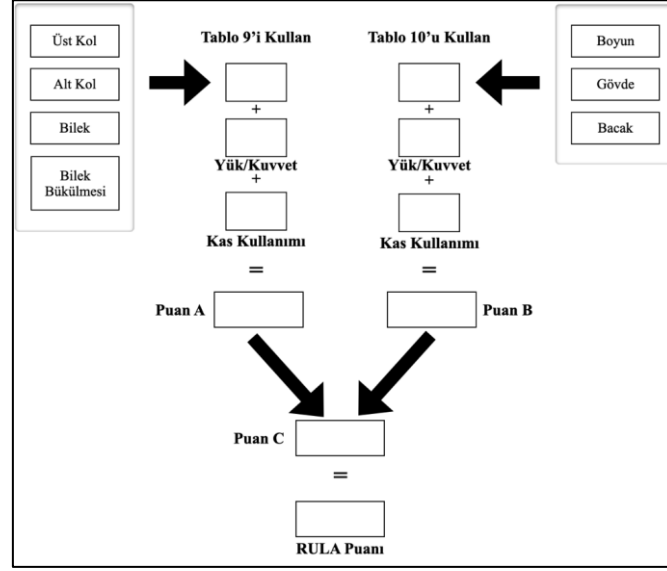 Üst Kol
Alt Kol
Bilek
Bilek
Bükülmesi
Tablo 9'i Kullan
+
Yük/Kuvvet
+
Kas Kullanımı
=
Puan A
Tablo 10'u Kullan
+
Yük/Kuvvet
+
Kas Kullanımı
=
Puan B
Boyun
Gövde
Bacak
Puan C
=
RULA Puanı